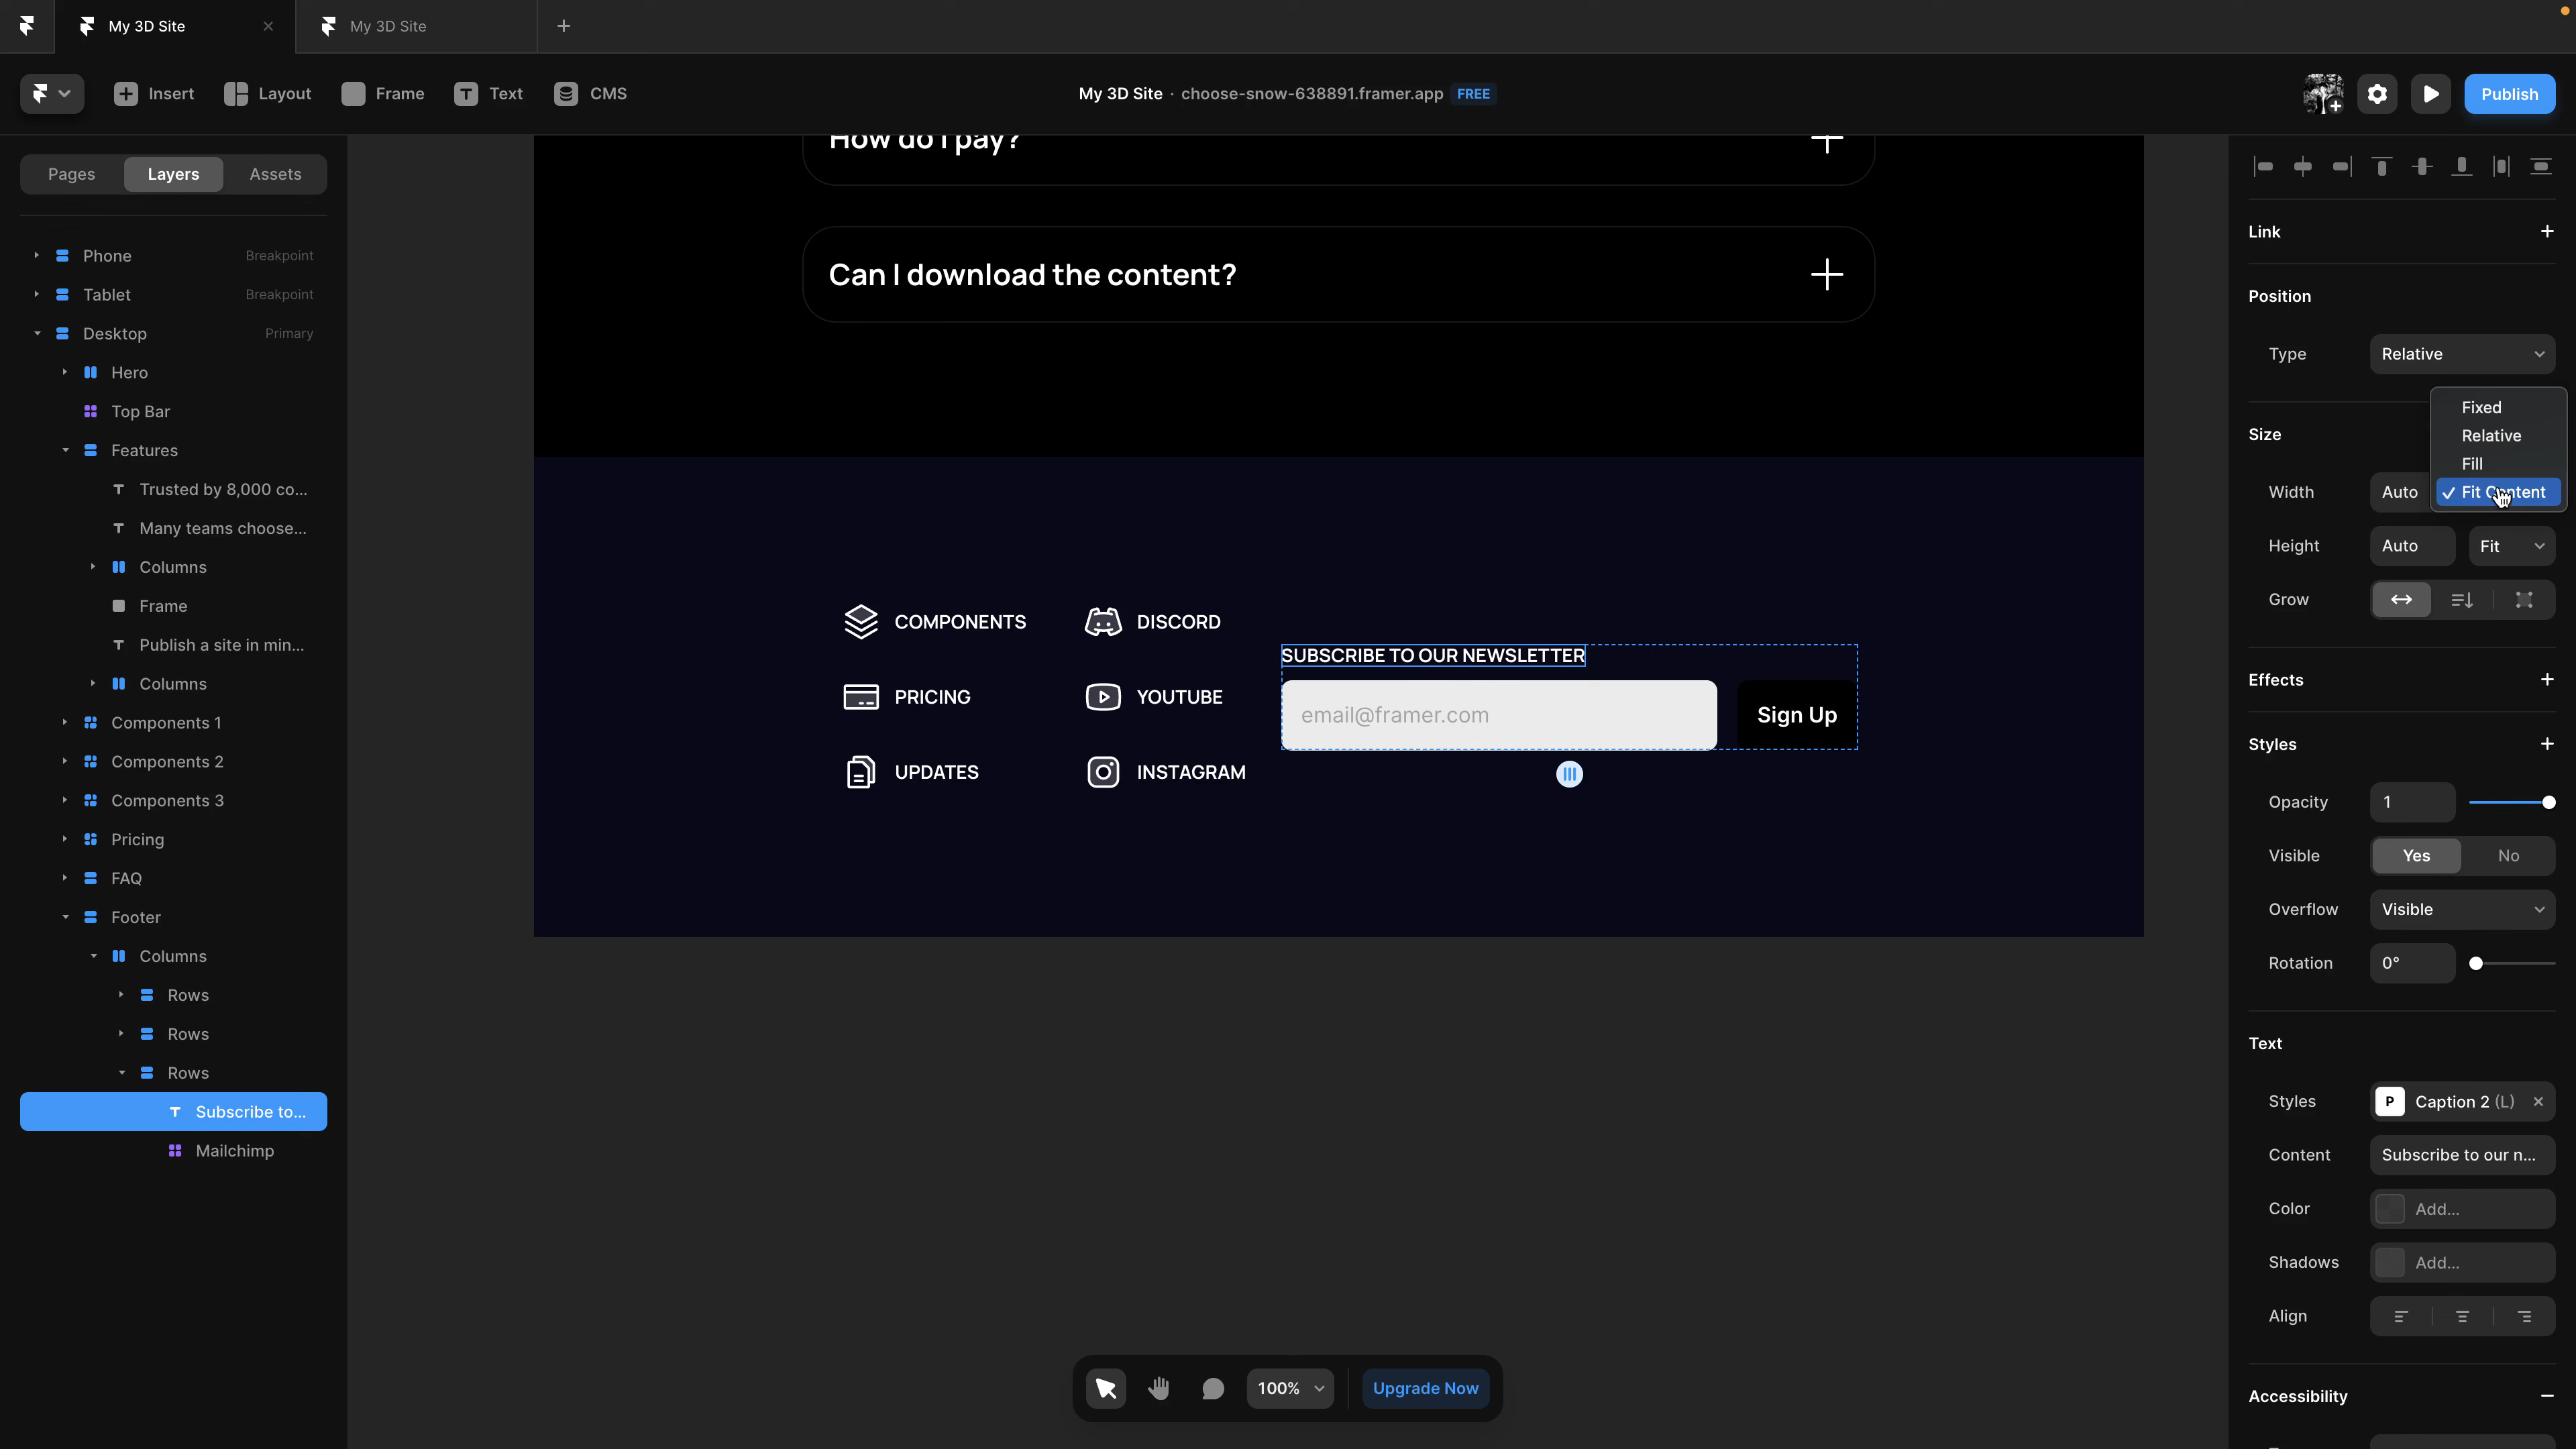 My 3D Site
My 3D Site
Insert
Layout
Frame
Text
CMS
My 3D Site · choose-snow-638891.framer.app FREE
Publish
Pages
Layers
Assets
Phone Breakpoint
Tablet Breakpoint
Desktop Primary
Hero
Top Bar
Features
Trusted by 8,000 co...
Many teams choose...
Columns
Frame
Publish a site in min...
Columns
Components 1
Components 2
Components 3
Pricing
FAQ
Footer
Columns
Rows
Rows
Rows
Subscribe to...
Mailchimp
How do I pay?
Can I download the content?
COMPONENTS
DISCORD
PRICING
YOUTUBE
UPDATES
INSTAGRAM
SUBSCRIBE TO OUR NEWSLETTER
email@framer.com
Sign Up
100%
Upgrade Now
Link
Position
Type Relative
Size
Fixed
Relative
Fill
Fit Content
Width Auto
Height Auto Fit
Grow
Effects
Styles
Opacity 1
Visible Yes No
Overflow Visible
Rotation 0°
Text
Styles P Caption 2 (L)
Content Subscribe to our n...
Color Add...
Shadows Add...
Align
Accessibility